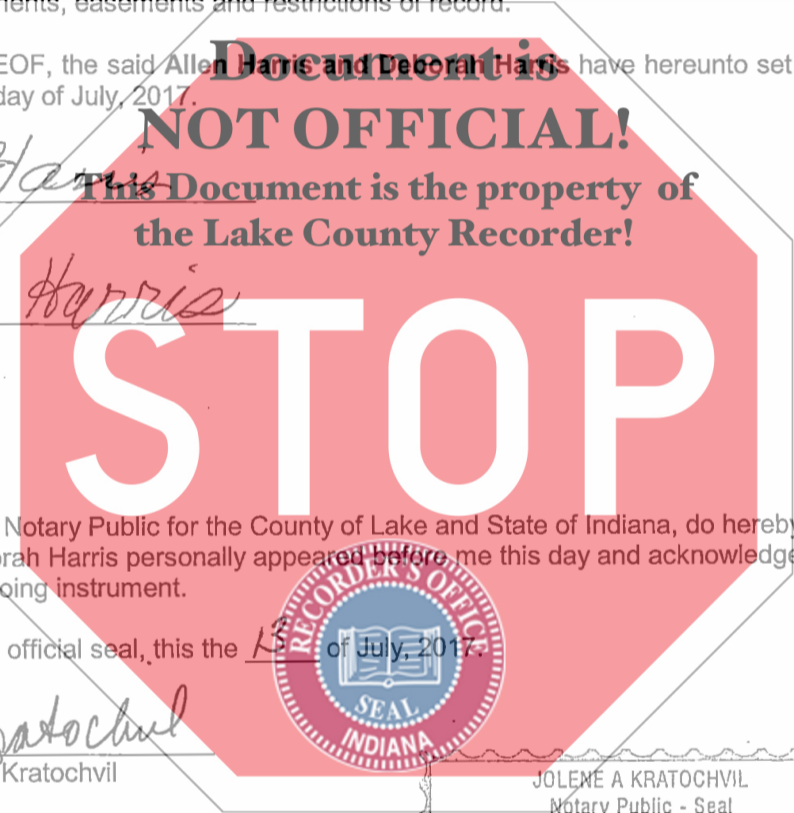 ments, easements and restrictions of record.
EOF, the said Allen Harris and Deborah Harris have hereunto set
day of July, 2017.
Document is
NOT OFFICIAL!
Harris
This Document is the property of
the Lake County Recorder!
Harris
STOP
Notary Public for the County of Lake and State of Indiana, do hereby
rah Harris personally appeared before me this day and acknowledge
oing instrument.
RECORDER'S OFFICE
official seal, this the 13 of July, 2017.
SEAL
INDIANA
ratochvil
Kratochvil
JOLENE A KRATOCHVIL
Notary Public - Seal